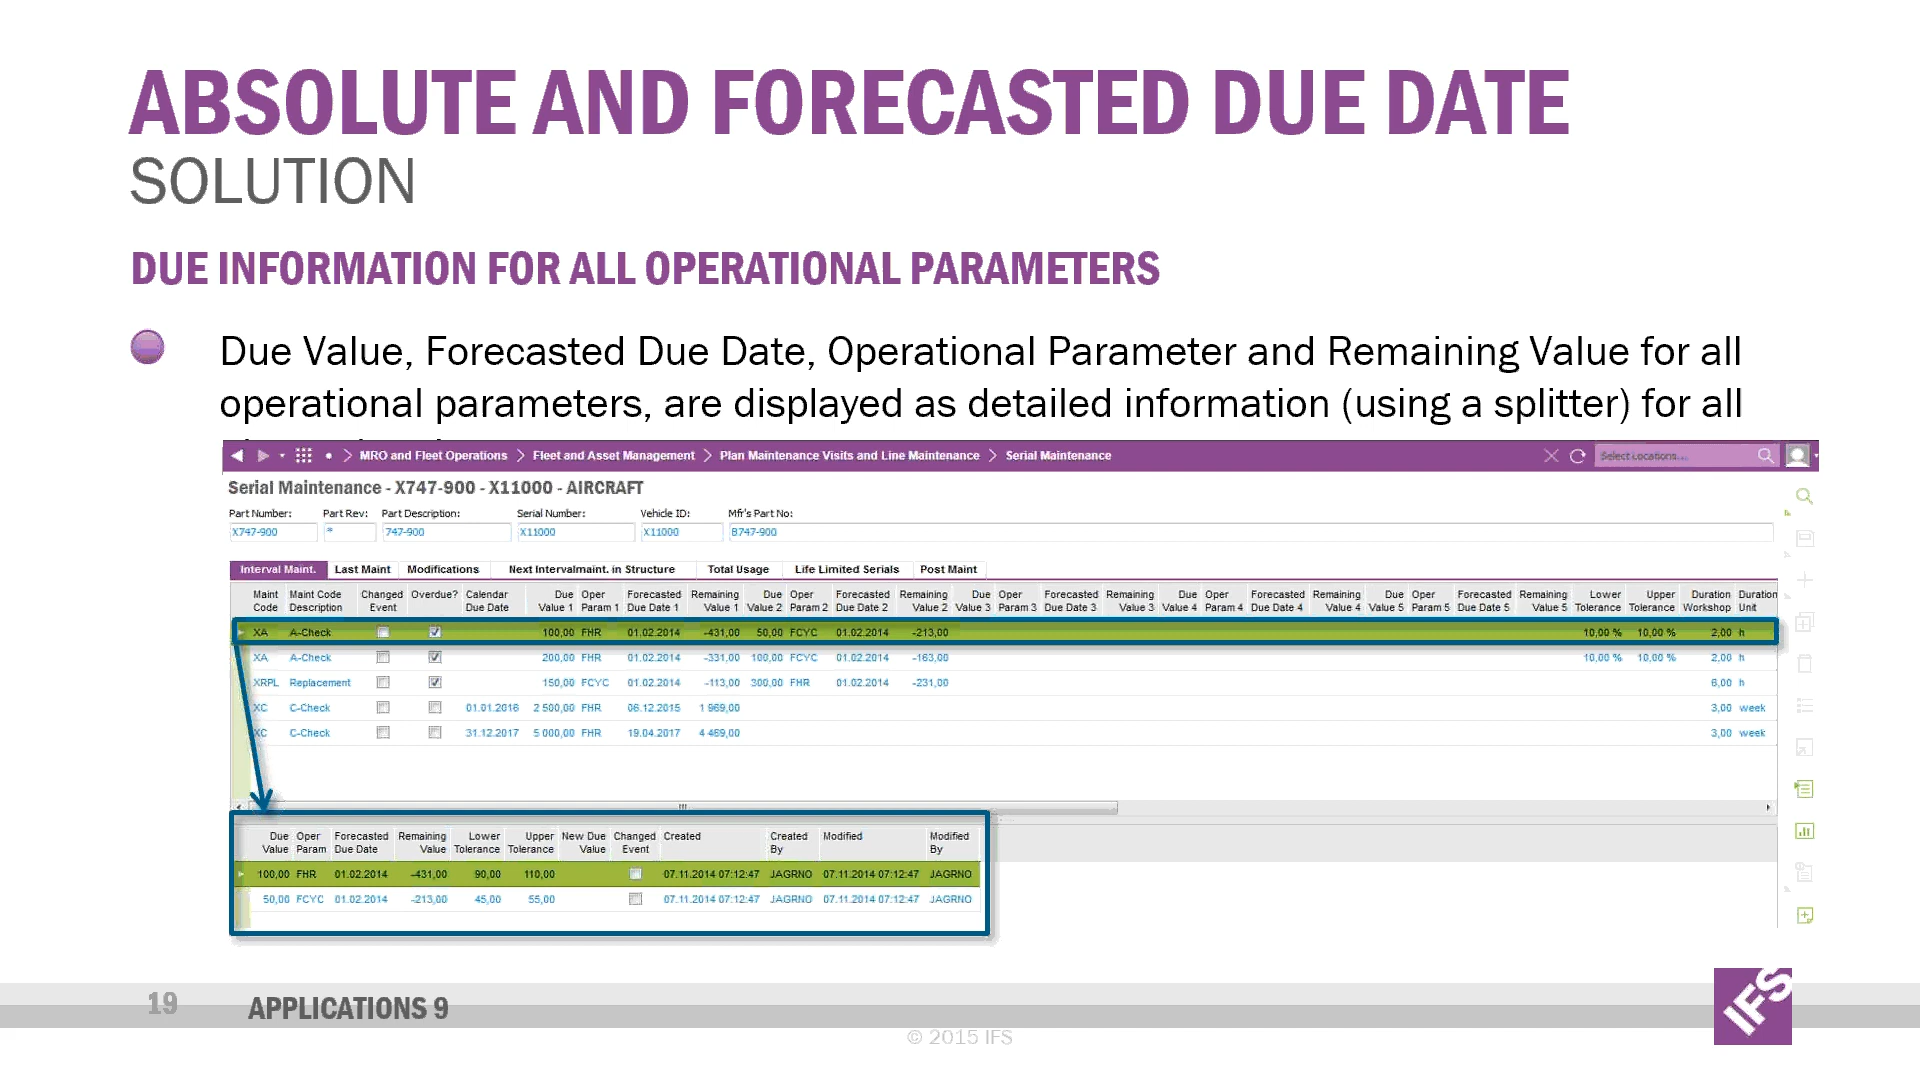 ABSOLUTE AND FORECASTED DUE DATE
SOLUTION
DUE INFORMATION FOR ALL OPERATIONAL PARAMETERS
Due Value, Forecasted Due Date, Operational Parameter and Remaining Value for all
operational parameters, are displayed as detailed information (using a splitter) for all
MRO and Fleet Operations > Fleet and Asset Management > Plan Maintenance Visits and Line Maintenance > Serial Maintenance Select Locations...
Serial Maintenance - X747-900 - X11000 - AIRCRAFT
Part Number: Part Rev: Part Description: Serial Number: Vehicle ID: Mfr's Part No:
X747-900 * 747-900 X11000 X11000 B747-900
Interval Maint. Last Maint Modifications Next Intervalmaint. in Structure Total Usage Life Limited Serials Post Maint
Maint Maint Code Changed Overdue? Calendar Due Oper Forecasted Remaining Due Oper Forecasted Remaining Due Oper Forecasted Remaining Due Oper Forecasted Remaining Due Oper Forecasted Remaining Lower Upper Duration Duration
Code Description Event Due Date Value 1 Param 1 Due Date 1 Value 1 Value 2 Param 2 Due Date 2 Value 2 Value 3 Param 3 Due Date 3 Value 3 Value 4 Param 4 Due Date 4 Value 4 Value 5 Param 5 Due Date 5 Value 5 Tolerance Tolerance Workshop Unit
XA A-Check 100,00 FHR 01.02.2014 -431,00 50,00 FCYC 01.02.2014 -213,00 10,00 % 10,00 % 2,00 h
XA A-Check 200,00 FHR 01.02.2014 -331,00 100,00 FCYC 01.02.2014 -163,00 10,00 % 10,00 % 2,00 h
XRPL Replacement 150,00 FCYC 01.02.2014 -113,00 300,00 FHR 01.02.2014 -231,00 6,00 h
XC C-Check 01.01.2016 2 500,00 FHR 06.12.2015 1 969,00 3,00 week
XC C-Check 31.12.2017 5 000,00 FHR 19.04.2017 4 469,00 3,00 week
Due Oper Forecasted Remaining Lower Upper New Due Changed Created Created Modified Modified
Value Param Due Date Value Tolerance Tolerance Value Event By By
100,00 FHR 01.02.2014 -431,00 90,00 110,00 07.11.2014 07:12:47 JAGRNO 07.11.2014 07:12:47 JAGRNO
50,00 FCYC 01.02.2014 -213,00 45,00 55,00 07.11.2014 07:12:47 JAGRNO 07.11.2014 07:12:47 JAGRNO
19 APPLICATIONS 9
© 2015 IFS
IFS